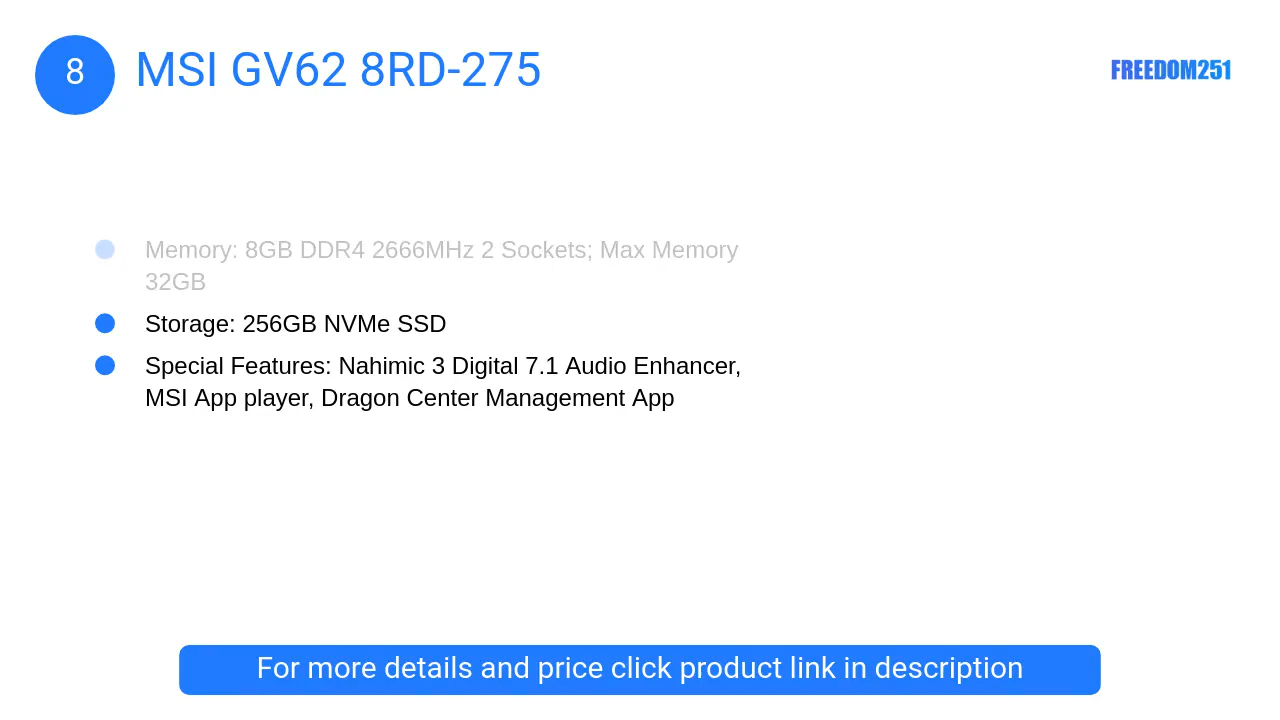 8
MSI GV62 8RD-275
FREEDOM251
Memory: 8GB DDR4 2666MHz 2 Sockets; Max Memory
32GB
Storage: 256GB NVMe SSD
Special Features: Nahimic 3 Digital 7.1 Audio Enhancer,
MSI App player, Dragon Center Management App
For more details and price click product link in description